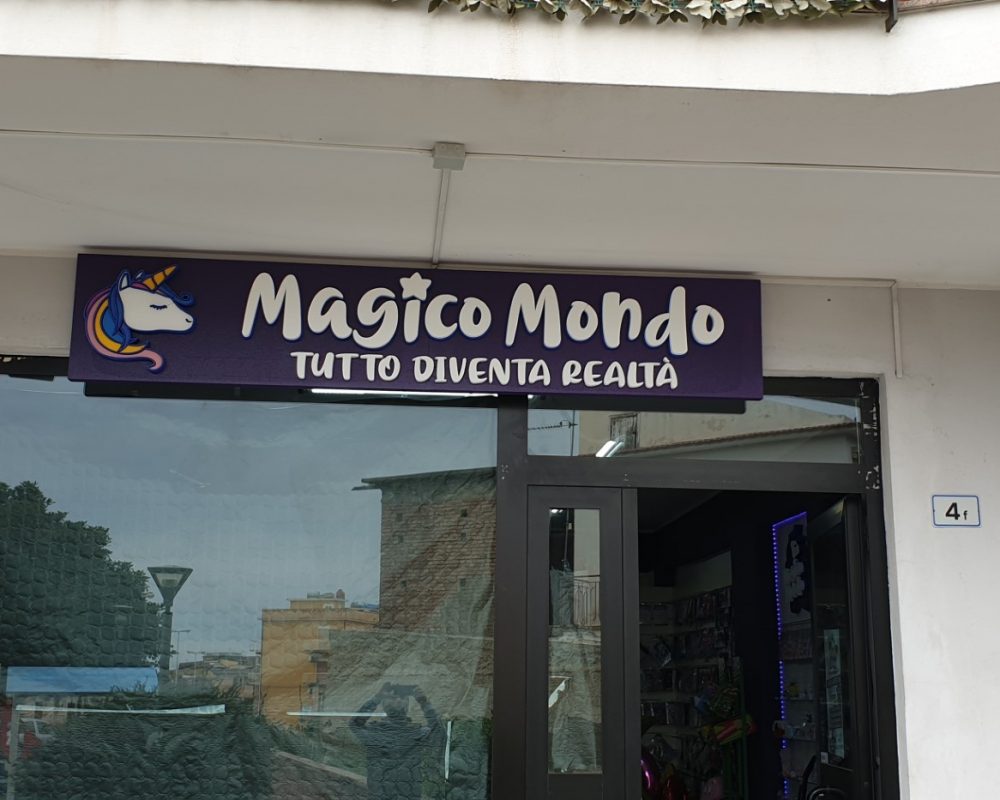 Magico Mondo
TUTTO DIVENTA REALTÀ
4f